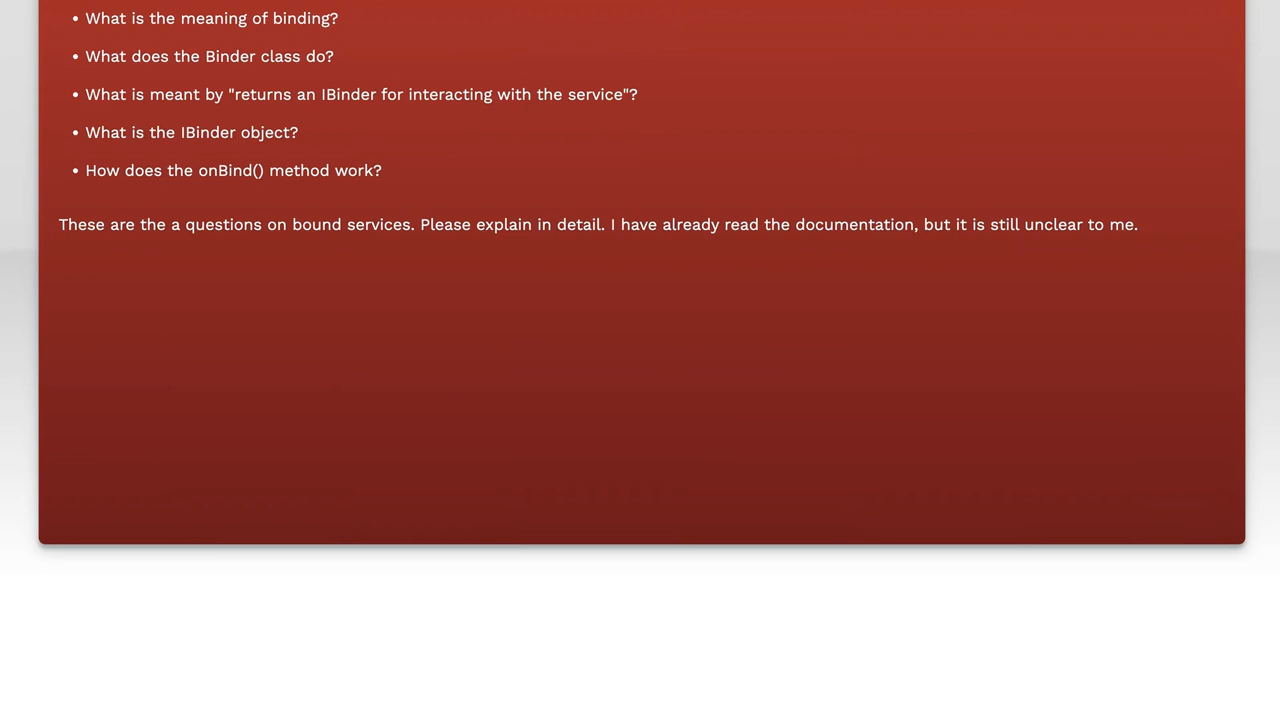 • What is the meaning of binding?
• What does the Binder class do?
• What is meant by "returns an IBinder for interacting with the service"?
• What is the IBinder object?
• How does the onBind() method work?
These are the a questions on bound services. Please explain in detail. I have already read the documentation, but it is still unclear to me.